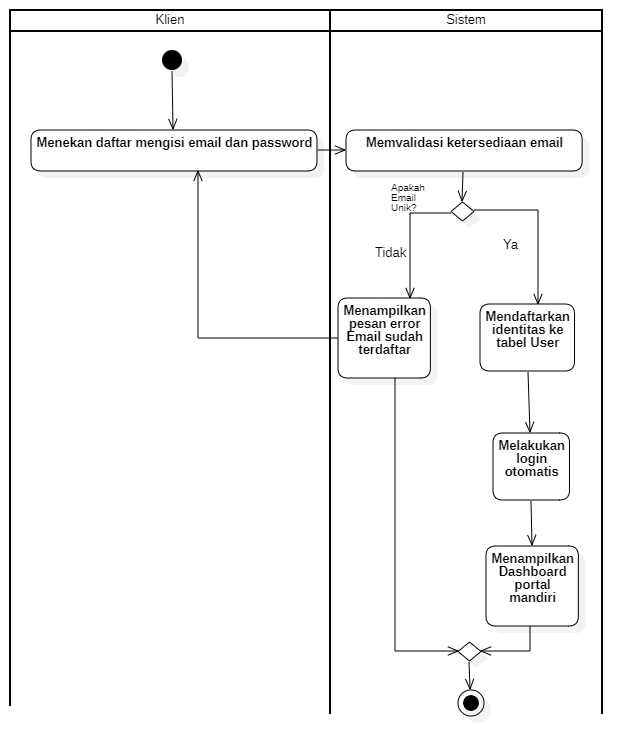 Klien
Sistem
Menekan daftar mengisi email dan password
Memvalidasi ketersediaan email
Apakah
Email
Unik?
Tidak
Ya
Menampilkan
pesan error
Email sudah
terdaftar
Mendaftarkan
identitas ke
tabel User
Melakukan
login
otomatis
Menampilkan
Dashboard
portal
mandiri